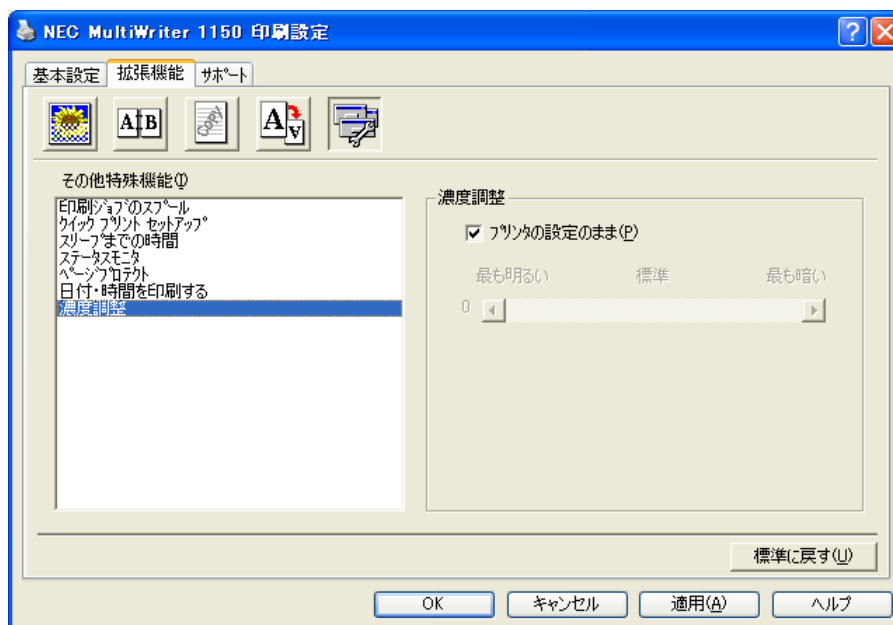 NEC MultiWriter 1150 印刷設定
基本設定 拡張機能 サポート
A B Copy A A
その他特殊機能(I)
印刷ジョブのスプール
クイック プリント セットアップ
スリープまでの時間
ステータスモニタ
ページプロテクト
日付・時間を印刷する
濃度調整
濃度調整
プリンタの設定のまま(P)
最も明るい 標準 最も暗い
0
標準に戻す(U)
OK キャンセル 適用(A) ヘルプ